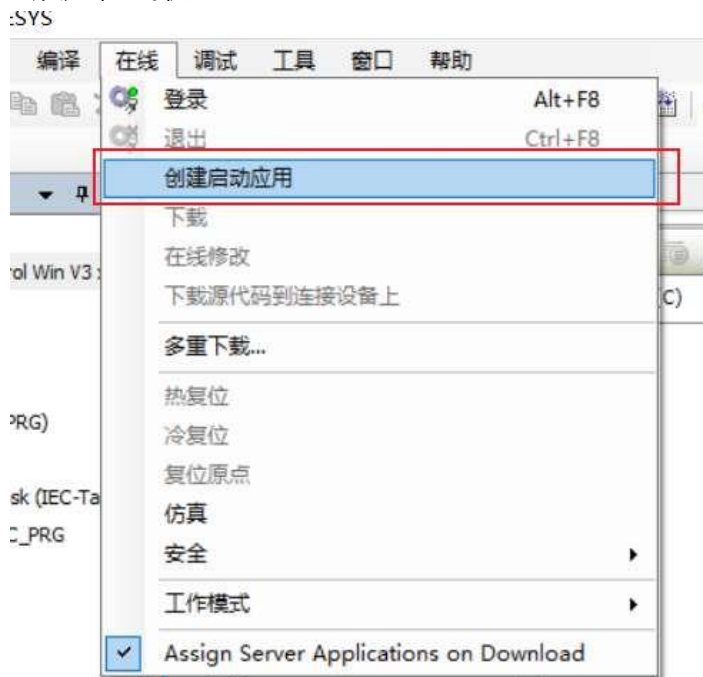 ESYS
编译 在线 调试 工具 窗口 帮助
登录 Alt+F8
退出 Ctrl+F8
创建启动应用
下载
在线修改
ol Win V3
下载源代码到连接设备上
C)
多重下载...
热复位
PRG)
冷复位
复位原点
sk (IEC-Ta
仿真
C_PRG
安全
工作模式
Assign Server Applications on Download